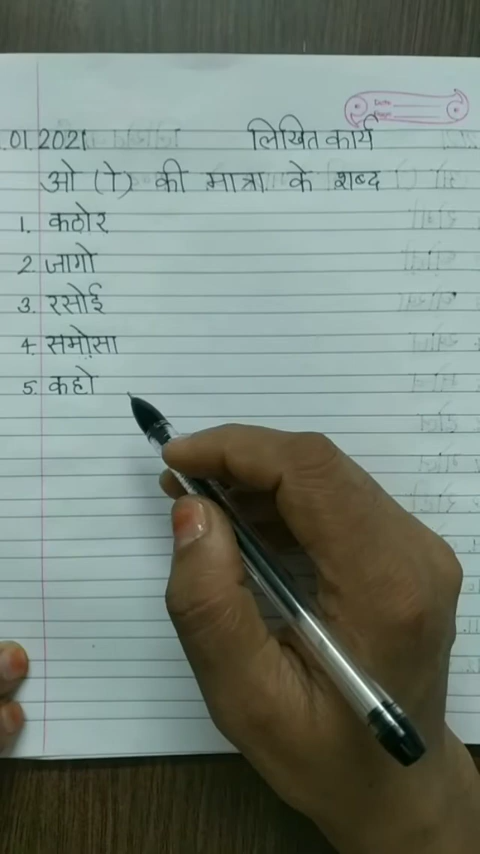 .01.2021 लिखित कार्य
ओ (ो) की मात्रा के शब्द
1. कठोर
2. जागो
3. रसोई
4. समोसा
5. कहो